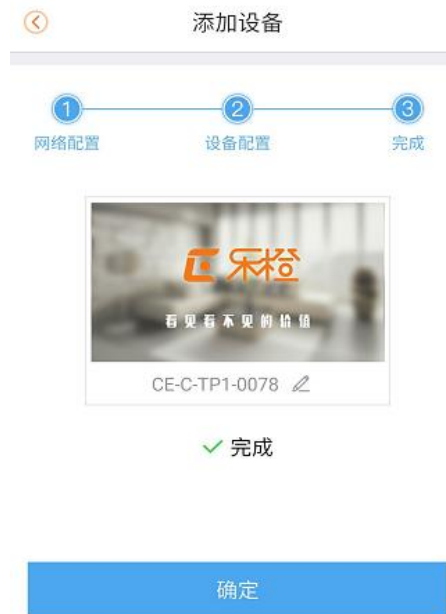 添加设备
1
2
3
网络配置
设备配置
完成
乐橙
看见看不见的价值
CE-C-TP1-0078
完成
确定